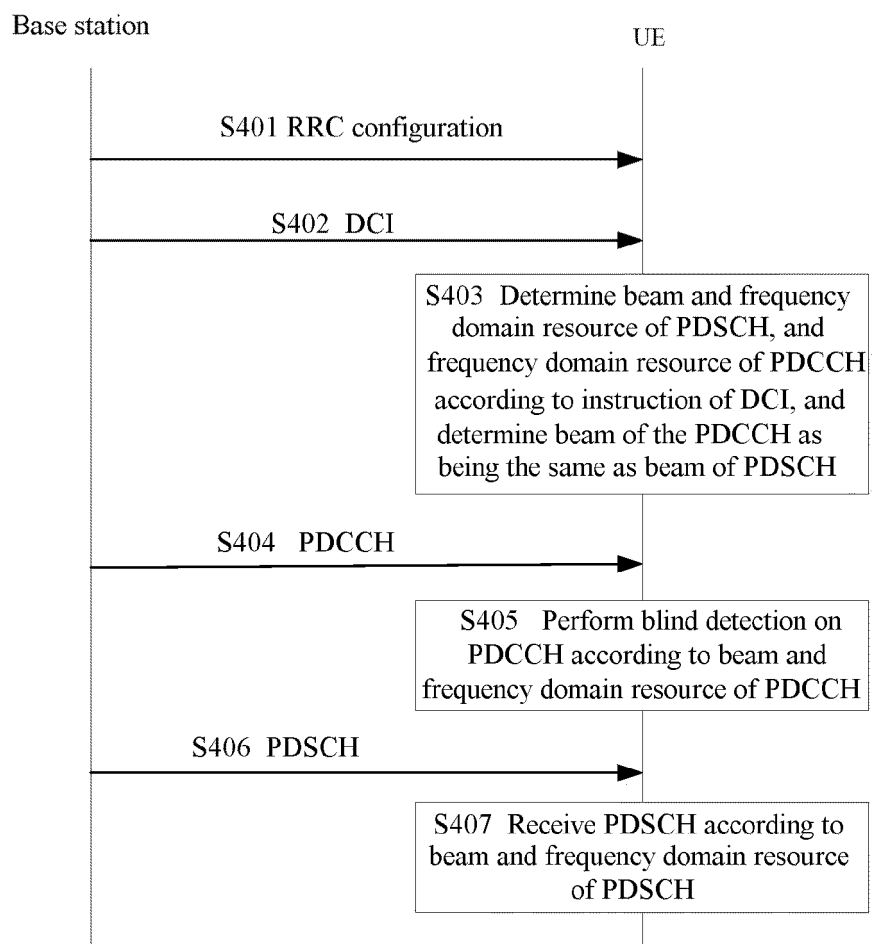 Base station
UE
S401 RRC configuration
S402 DCI
S403 Determine beam and frequency
domain resource of PDSCH, and
frequency domain resource of PDCCH
according to instruction of DCI, and
determine beam of the PDCCH as
being the same as beam of PDSCH
S404 PDCCH
S405 Perform blind detection on
PDCCH according to beam and
frequency domain resource of PDCCH
S406 PDSCH
S407 Receive PDSCH according to
beam and frequency domain resource
of PDSCH